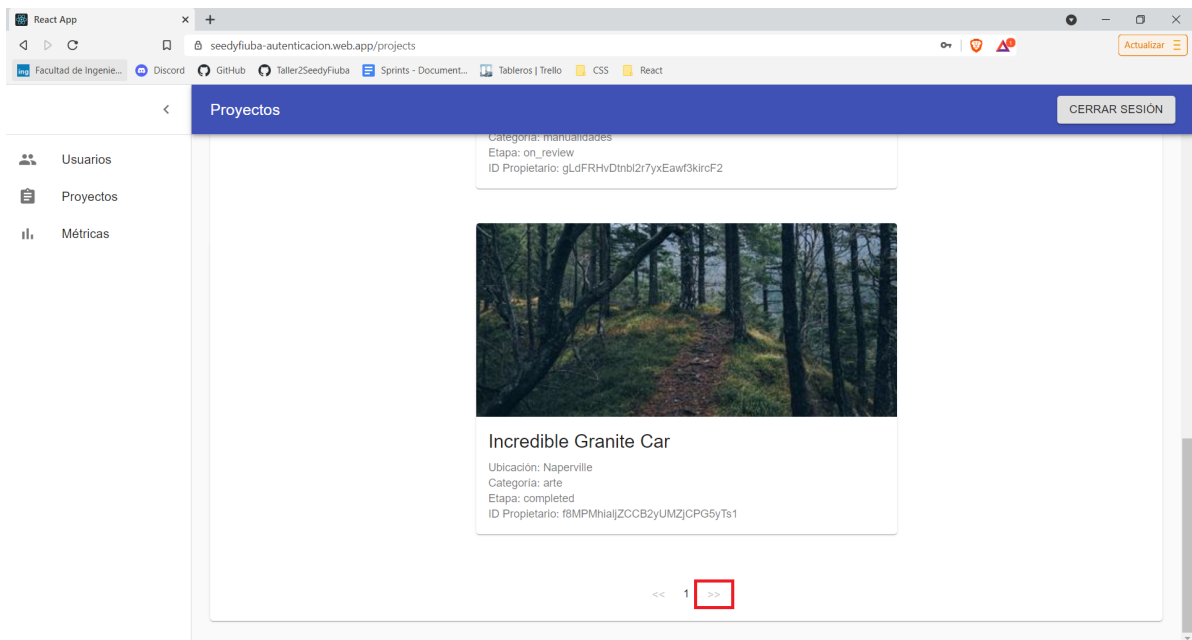 React App
seedyfiuba-autenticacion.web.app/projects
Actualizar
Facultad de Ingenie... Discord GitHub Taller2SeedyFiuba Sprints - Document... Tableros | Trello CSS React
Proyectos
CERRAR SESIÓN
Usuarios
Proyectos
Métricas
Categoría: manualidades
Etapa: on_review
ID Propietario: gLdFRHvDtnbl2r7yxEawf3kircF2
Incredible Granite Car
Ubicación: Naperville
Categoría: arte
Etapa: completed
ID Propietario: f8MPMhialjZCCB2yUMZjCPG5yTs1
<< 1 >>